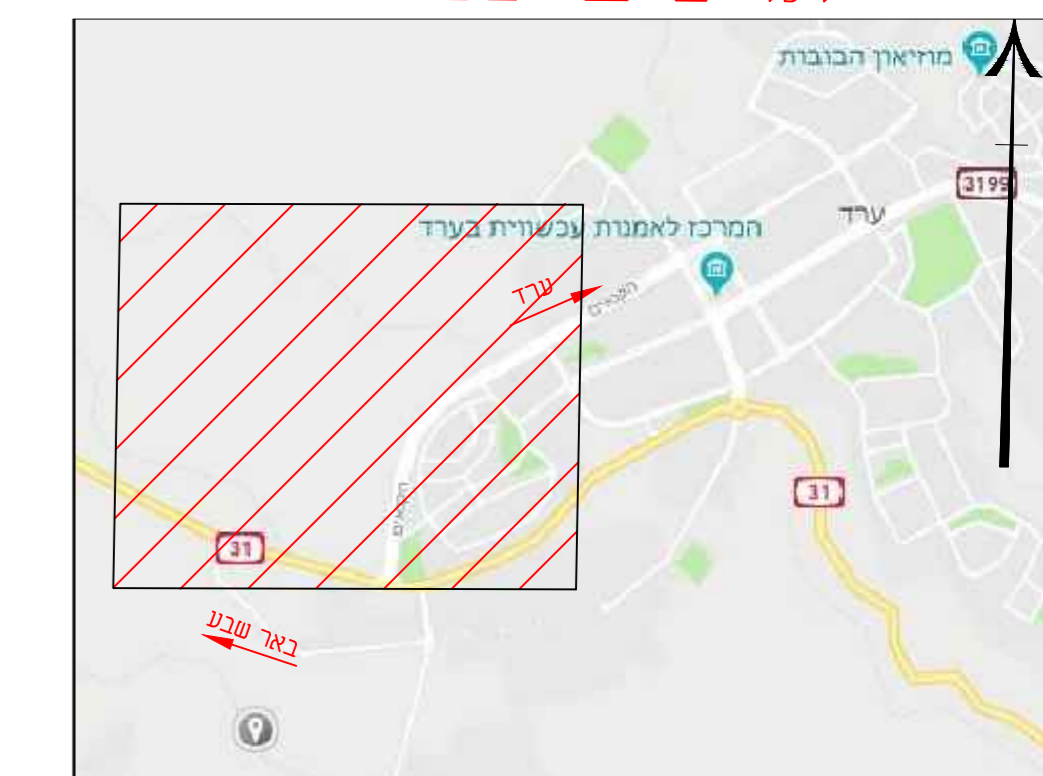 מוזיאון הבובות
3199
ערד
המרכז לאמנות עכשווית בערד
ערד
31
31
באר שבע